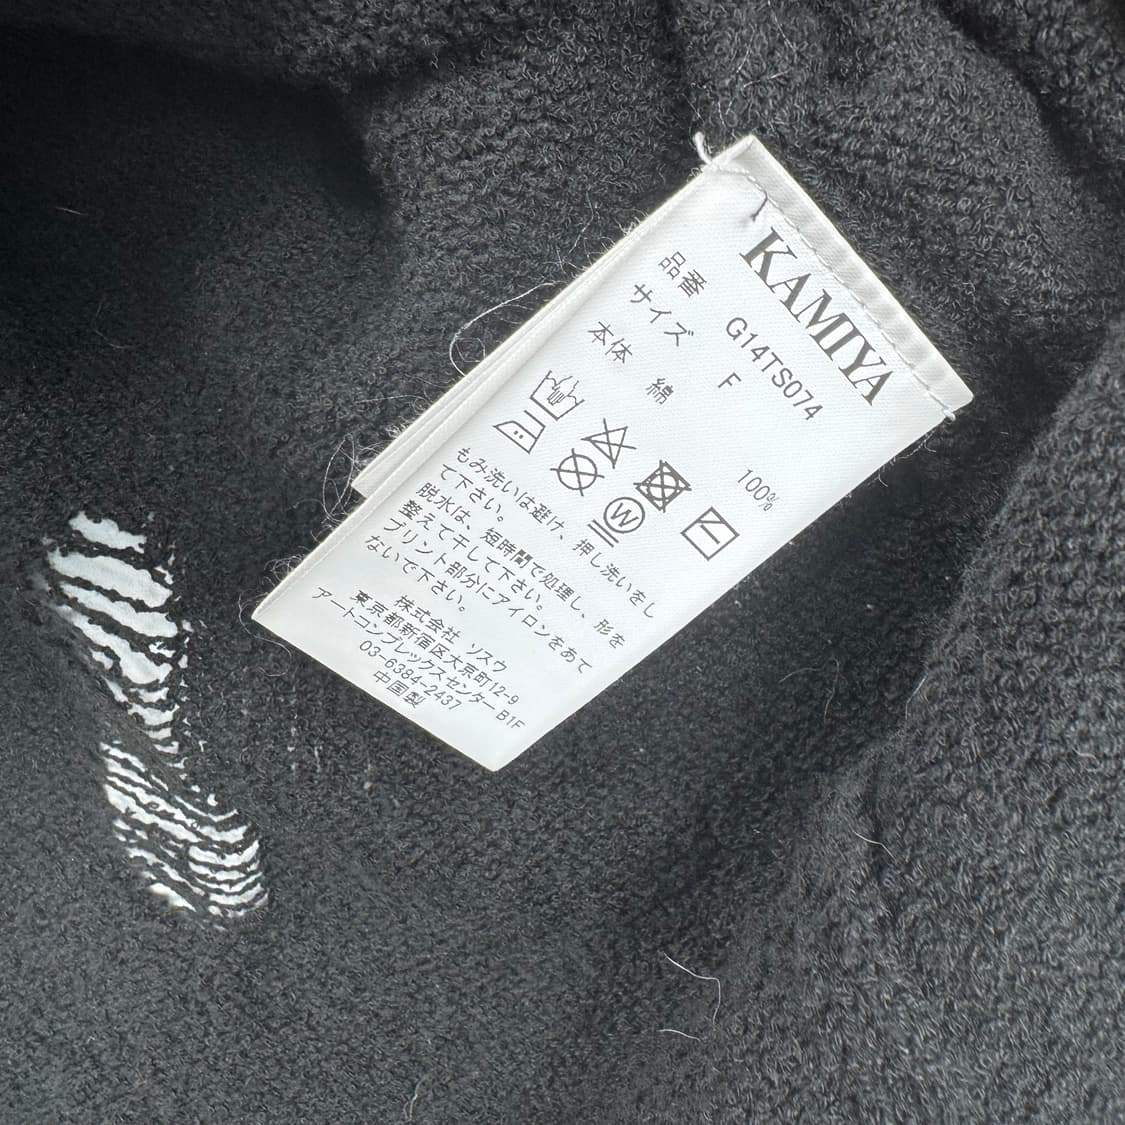 KAMIYA
品番 G14TS074
サイズ F
本体 綿 100%
W
もみ洗いは避け、押し洗いをし
て下さい。
脱水は、短時間で処理し、形を
整えて干して下さい。
プリント部分にアイロンをあて
ないで下さい。
株式会社 ソスウ
東京都新宿区大京町12-9
アートコンプレックスセンター B1F
03-6384-2437
中国製